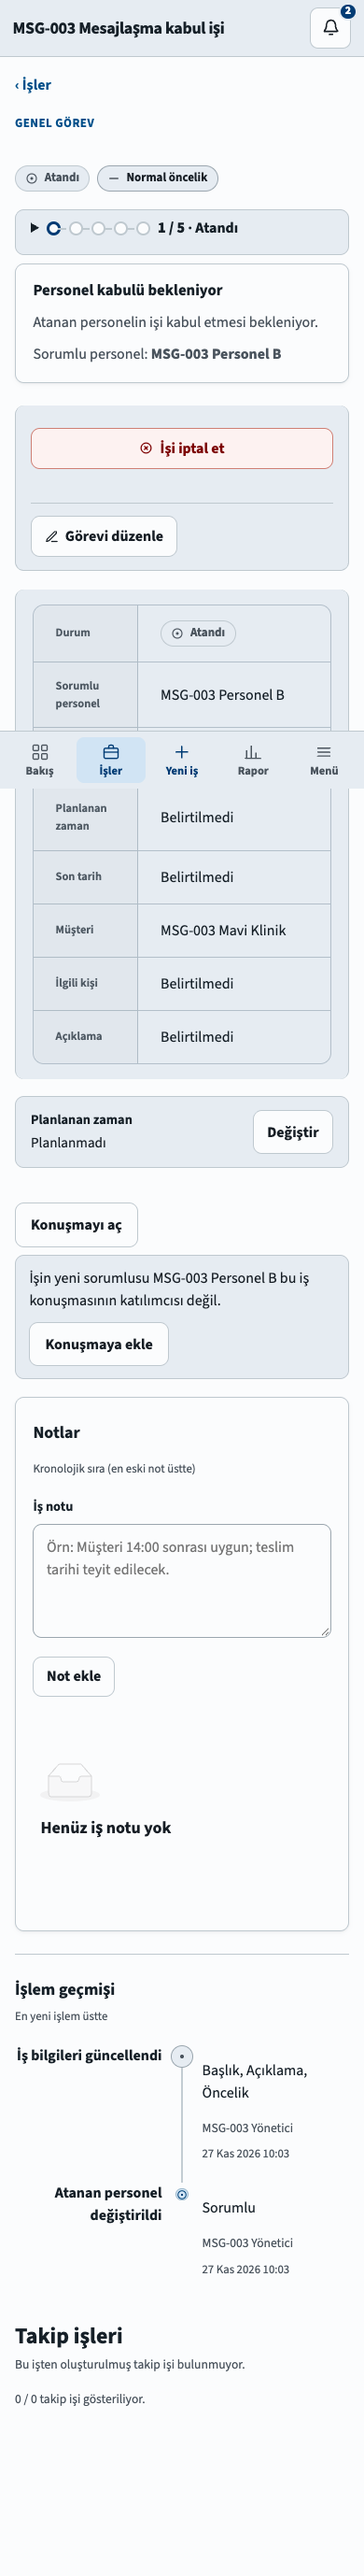 MSG-003 Mesajlaşma kabul işi
2
‹ İşler
GENEL GÖREV
Atandı
Normal öncelik
1 / 5 · Atandı
Personel kabulü bekleniyor
Atanan personelin işi kabul etmesi bekleniyor.
Sorumlu personel: MSG-003 Personel B
İşi iptal et
Görevi düzenle
Durum
Atandı
Sorumlu
personel
MSG-003 Personel B
Bakış
İşler
Yeni iş
Rapor
Menü
Planlanan
zaman
Belirtilmedi
Son tarih
Belirtilmedi
Müşteri
MSG-003 Mavi Klinik
İlgili kişi
Belirtilmedi
Açıklama
Belirtilmedi
Planlanan zaman
Planlanmadı
Değiştir
Konuşmayı aç
İşin yeni sorumlusu MSG-003 Personel B bu iş
konuşmasının katılımcısı değil.
Konuşmaya ekle
Notlar
Kronolojik sıra (en eski not üstte)
İş notu
Örn: Müşteri 14:00 sonrası uygun; teslim
tarihi teyit edilecek.
Not ekle
Henüz iş notu yok
İşlem geçmişi
En yeni işlem üstte
İş bilgileri güncellendi
Başlık, Açıklama,
Öncelik
MSG-003 Yönetici
27 Kas 2026 10:03
Atanan personel
değiştirildi
Sorumlu
MSG-003 Yönetici
27 Kas 2026 10:03
Takip işleri
Bu işten oluşturulmuş takip işi bulunmuyor.
0 / 0 takip işi gösteriliyor.